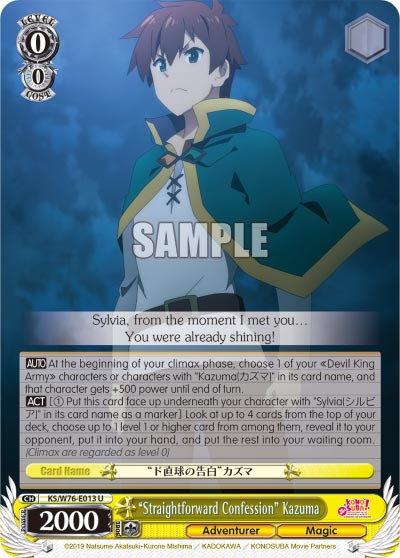 LEVEL
0
0
COST
SAMPLE
Sylvia, from the moment I met you…
You were already shining!
AUTO At the beginning of your climax phase, choose 1 of your «Devil King
Army» characters or characters with "Kazuma(カズマ)" in its card name, and
that character gets +500 power until end of turn.
ACT [① Put this card face up underneath your character with "Sylvia(シルビ
ア)" in its card name as a marker] Look at up to 4 cards from the top of your
deck, choose up to 1 level 1 or higher card from among them, reveal it to your
opponent, put it into your hand, and put the rest into your waiting room.
(Climax are regarded as level 0)
Card Name
“ド直球の告白”カズマ
CH
KS/W76-E013 U
“Straightforward Confession” Kazuma
POWER
2000
SOUL
Adventurer
Magic
©2019 Natsume Akatsuki・Kurone Mishima / KADOKAWA / KONOSUBA Movie Partners